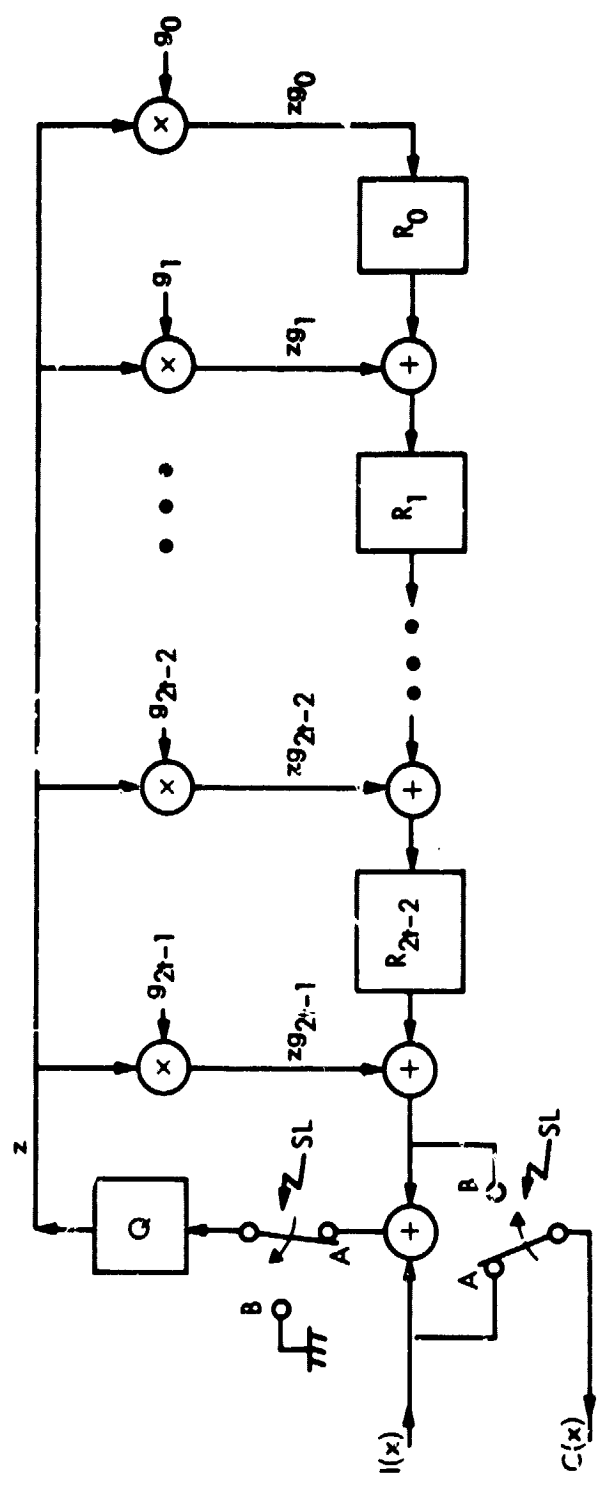 z
g2t-1
g2t-2
g1
g0
×
×
×
×
Q
zg2t-1
zg2t-2
zg1
zg0
SL
A
B
+
+
+
+
R2t-2
R1
R0
I(x)
A
B
SL
C(x)